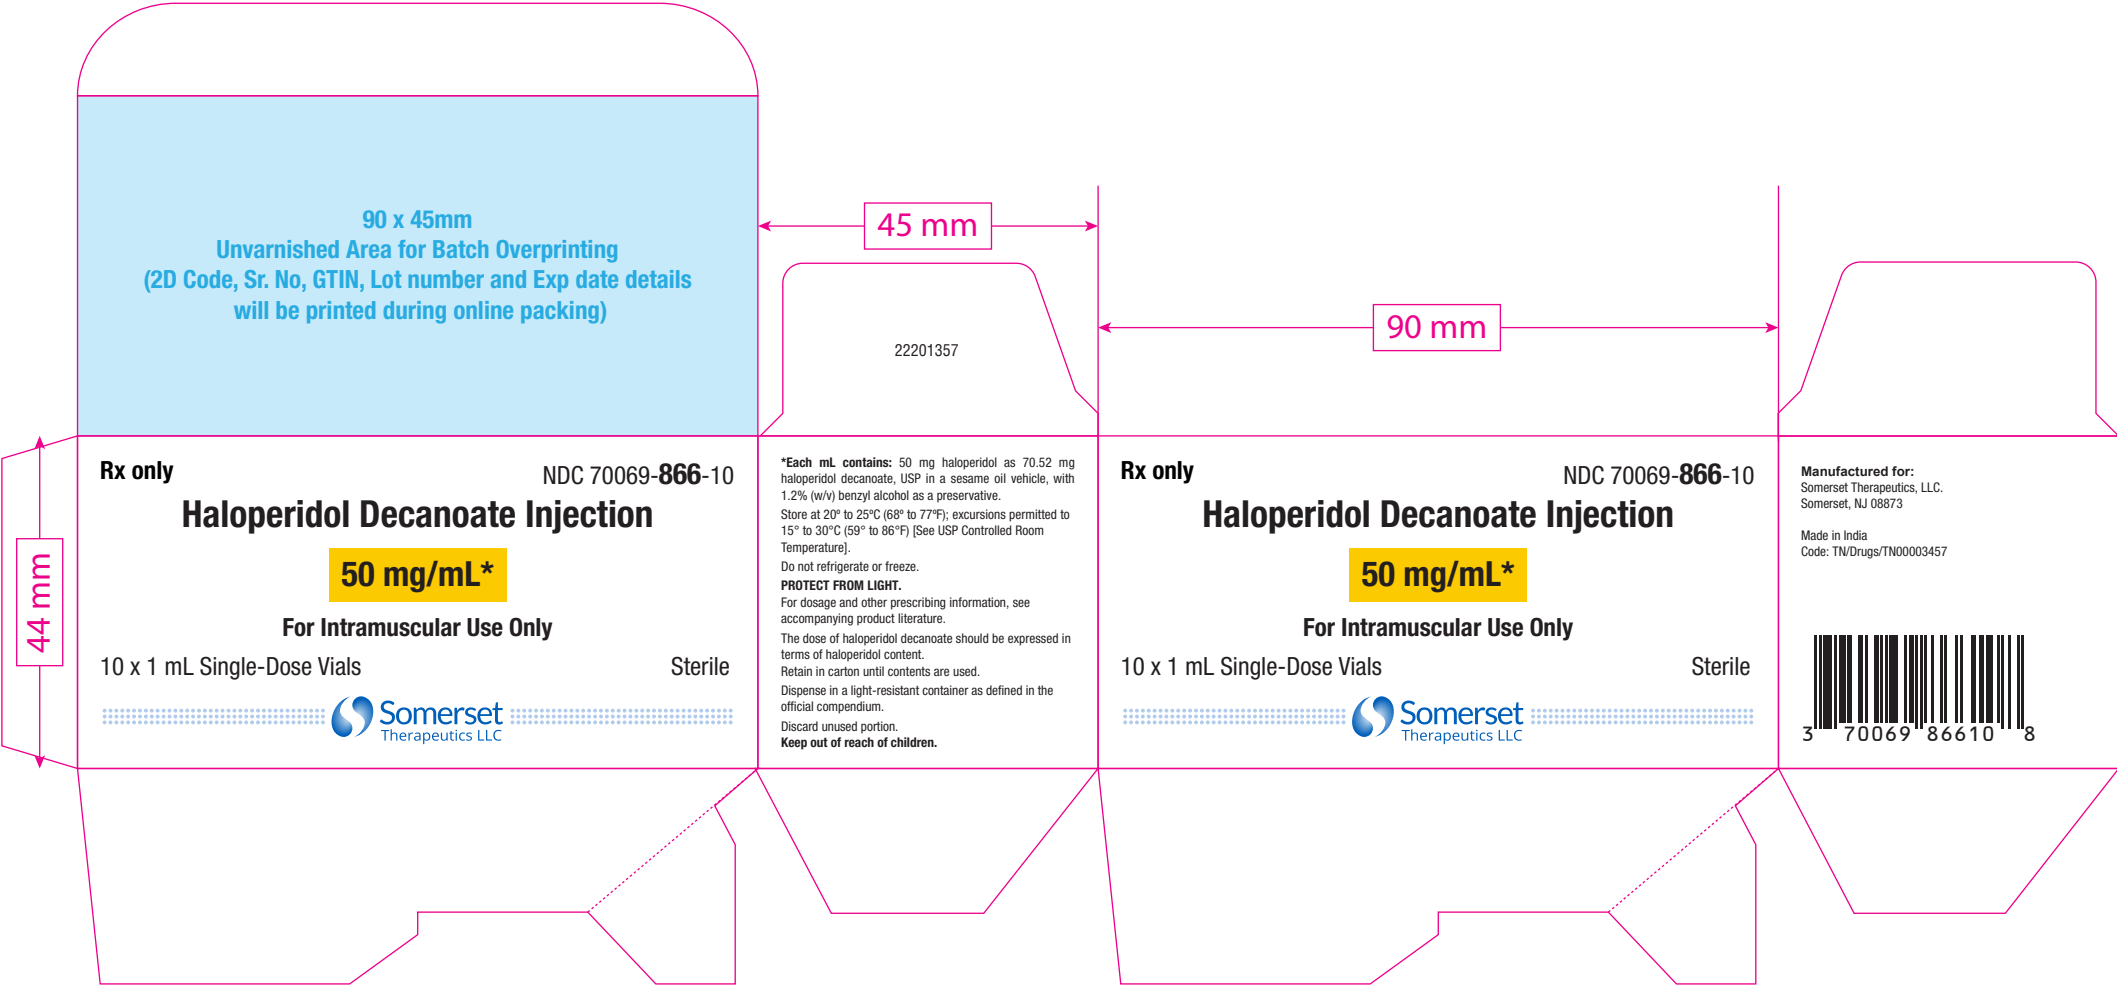 90 x 45mm
Unvarnished Area for Batch Overprinting
(2D Code, Sr. No, GTIN, Lot number and Exp date details
will be printed during online packing)
45 mm
22201357
90 mm
44 mm
Rx only
NDC 70069-866-10
Haloperidol Decanoate Injection
50 mg/mL*
For Intramuscular Use Only
10 x 1 mL Single-Dose Vials
Sterile
Somerset
Therapeutics LLC
*Each mL contains: 50 mg haloperidol as 70.52 mg
haloperidol decanoate, USP in a sesame oil vehicle, with
1.2% (w/v) benzyl alcohol as a preservative.
Store at 20º to 25ºC (68º to 77ºF); excursions permitted to
15° to 30°C (59° to 86°F) [See USP Controlled Room
Temperature].
Do not refrigerate or freeze.
PROTECT FROM LIGHT.
For dosage and other prescribing information, see
accompanying product literature.
The dose of haloperidol decanoate should be expressed in
terms of haloperidol content.
Retain in carton until contents are used.
Dispense in a light-resistant container as defined in the
official compendium.
Discard unused portion.
Keep out of reach of children.
Rx only
NDC 70069-866-10
Haloperidol Decanoate Injection
50 mg/mL*
For Intramuscular Use Only
10 x 1 mL Single-Dose Vials
Sterile
Somerset
Therapeutics LLC
Manufactured for:
Somerset Therapeutics, LLC.
Somerset, NJ 08873
Made in India
Code: TN/Drugs/TN00003457
3 70069 86610 8